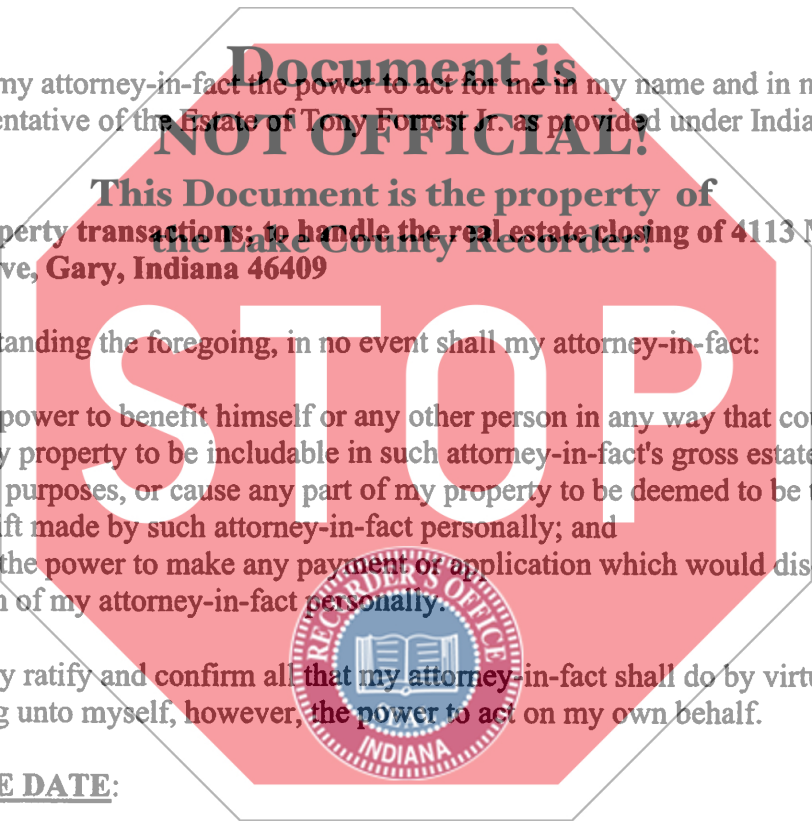 Document is
my attorney-in-fact the power to act for me in my name and in m
entative of the Estate of Tony Forrest Jr. as provided under India
NOT OFFICIAL!
This Document is the property of
the Lake County Recorder!
perty transactions; to handle the real estate closing of 4113
ve, Gary, Indiana 46409
STOP
tanding the foregoing, in no event shall my attorney-in-fact:
power to benefit himself or any other person in any way that cou
y property to be includable in such attorney-in-fact's gross estate
purposes, or cause any part of my property to be deemed to be
ift made by such attorney-in-fact personally; and
the power to make any payment or application which would dis
n of my attorney-in-fact personally.
RECORDER'S OFFICE
SEAL
INDIANA
y ratify and confirm all that my attorney-in-fact shall do by virtu
g unto myself, however, the power to act on my own behalf.
E DATE: